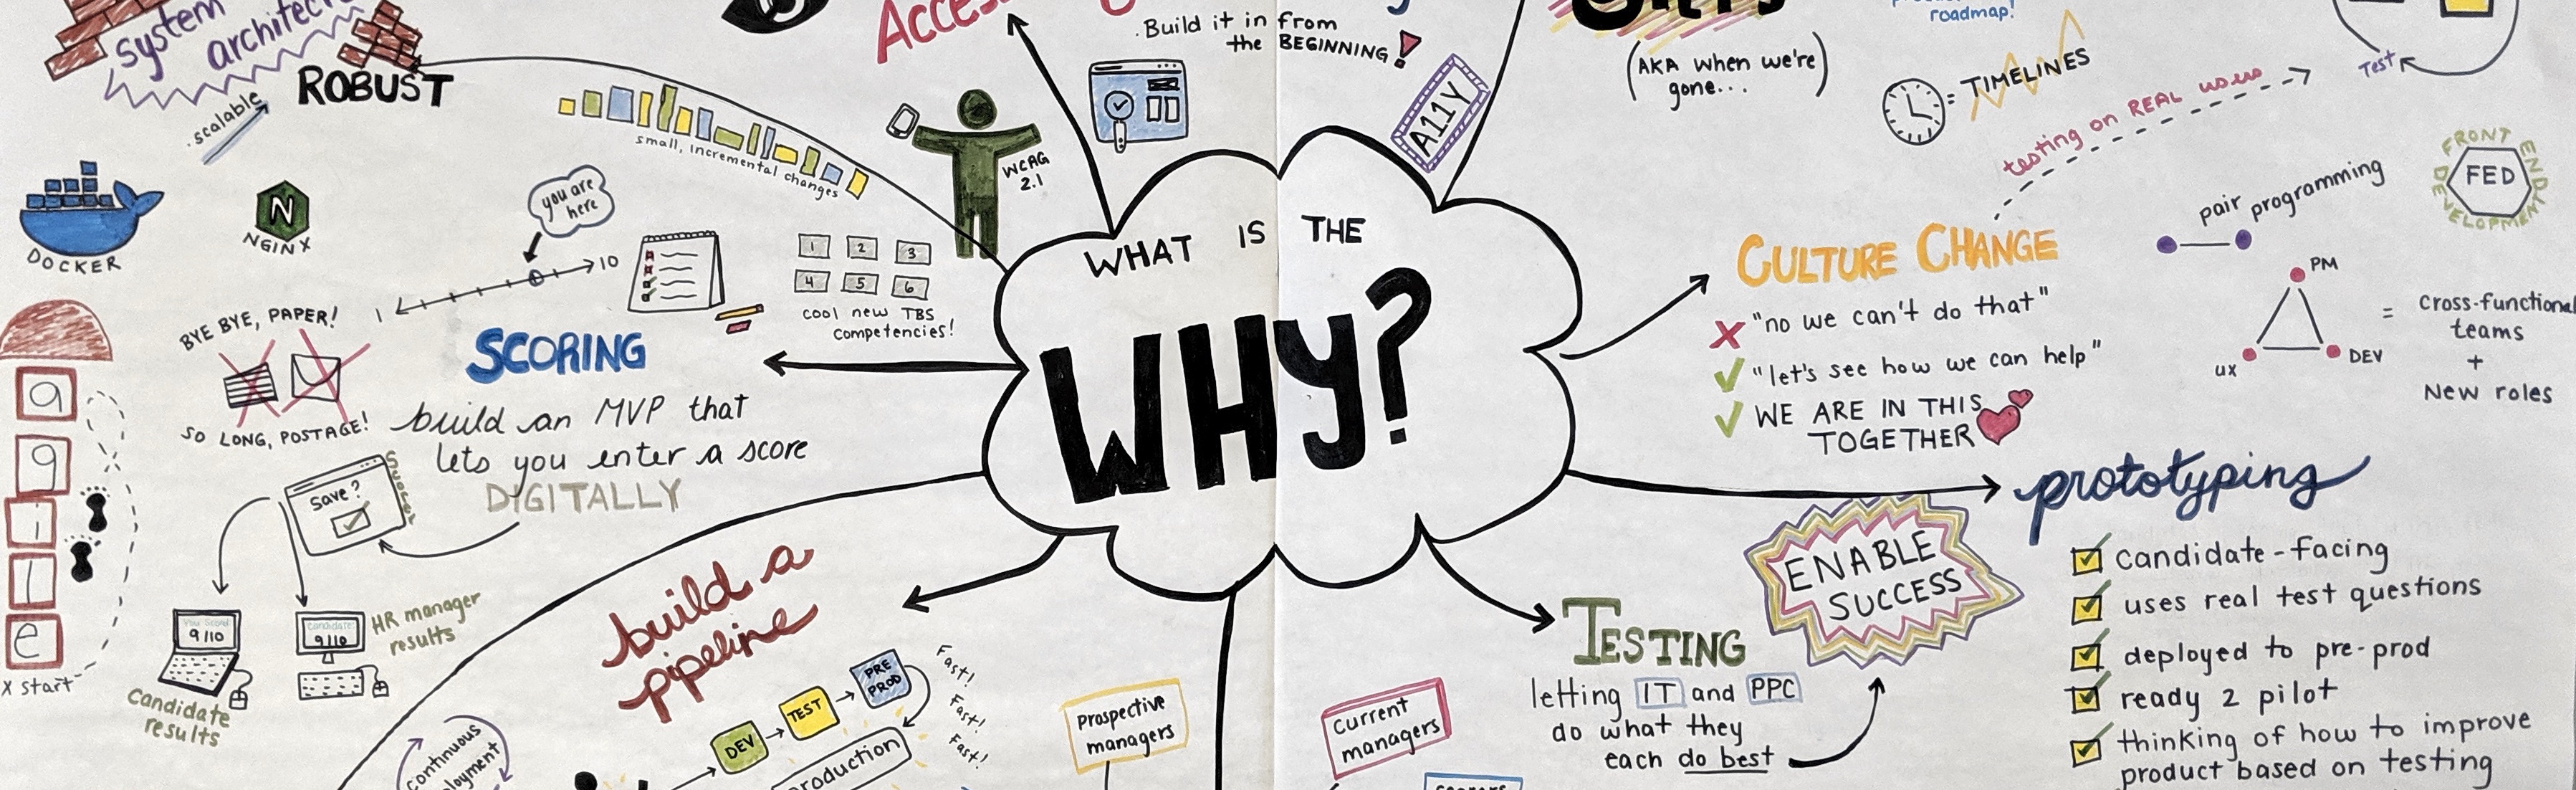 system
architect
ROBUST
.scalable
DOCKER
NGINX
small, incremental changes
you are
here
1
10
1 2 3
4 5 6
cool new TBS
competencies!
BYE BYE, PAPER!
SO LONG, POSTAGE!
SCORING
build an MVP that
lets you enter a score
DIGITALLY
Save?
9/10
Candidate
9/10
HR manager
results
candidate
results
a
g
i
l
e
x start
Access
. Build it in from
the BEGINNING!
WCAG
2.1
A11Y
WHAT IS THE
WHY?
(AKA when we're
gone...)
roadmap!
= TIMELINES
Test
testing on REAL users
CULTURE CHANGE
"no we can't do that"
"let's see how we can help"
WE ARE IN THIS
TOGETHER
pair programming
FRONT END
DEVELOPMENT
FED
PM
UX
DEV
= cross-functional
teams
+
New roles
prototyping
candidate-facing
uses real test questions
deployed to pre-prod
ready 2 pilot
thinking of how to improve
product based on testing
ENABLE
SUCCESS
TESTING
letting IT and PPC
do what they
each do best
build a
pipeline
DEV
TEST
PRE
PROD
Fast!
Fast!
Fast!
continuous
Prospective
managers
current
managers